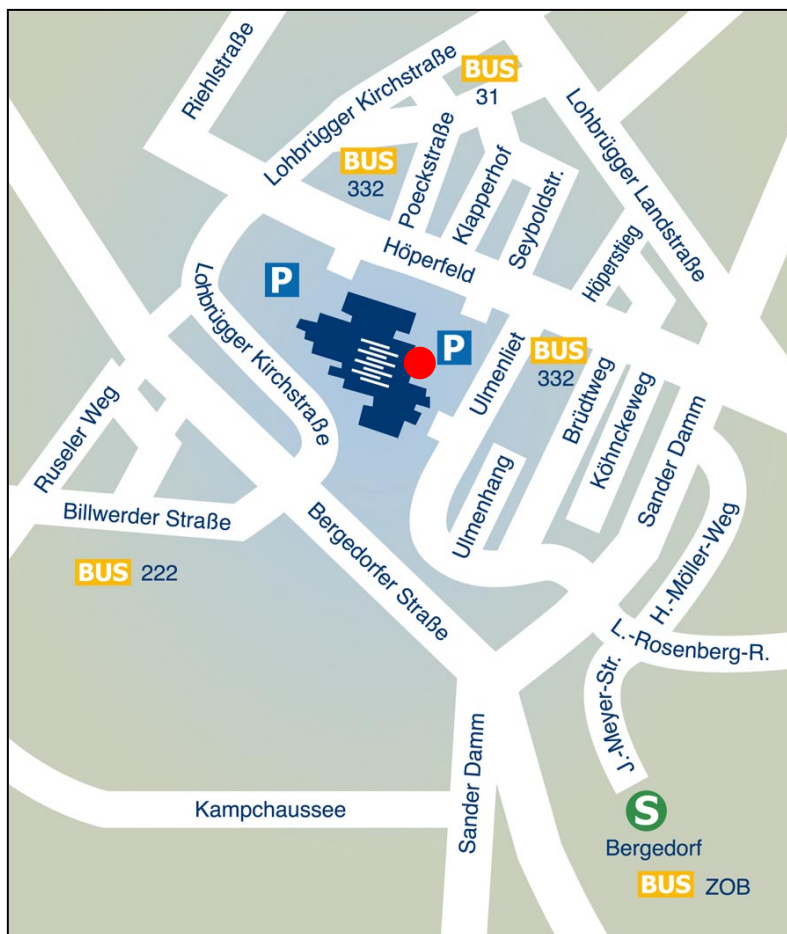 Riehlstraße
Lohbrügger Kirchstraße
BUS
31
Lohbrügger Landstraße
BUS
332
Poeckstraße
Klapperhof
Seyboldstr.
Höperfeld
Höperstieg
P
Lohbrügger Kirchstraße
P
Ulmenliet
BUS
332
Brüdtweg
Köhnckeweg
Sander Damm
Ruseler Weg
Billwerder Straße
Bergedorfer Straße
Ulmenhang
H.-Möller-Weg
BUS 222
L.-Rosenberg-R.
J.-Meyer-Str.
Sander Damm
Kampchaussee
S
Bergedorf
BUS ZOB